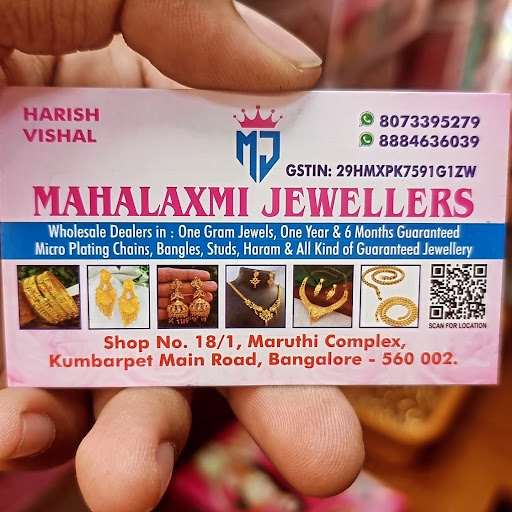 HARISH
VISHAL
MJ
8073395279
8884636039
GSTIN: 29HMXPK7591G1ZW
MAHALAXMI JEWELLERS
Wholesale Dealers in : One Gram Jewels, One Year & 6 Months Guaranteed
Micro Plating Chains, Bangles, Studs, Haram & All Kind of Guaranteed Jewellery
SCAN FOR LOCATION
Shop No. 18/1, Maruthi Complex,
Kumbarpet Main Road, Bangalore - 560 002.